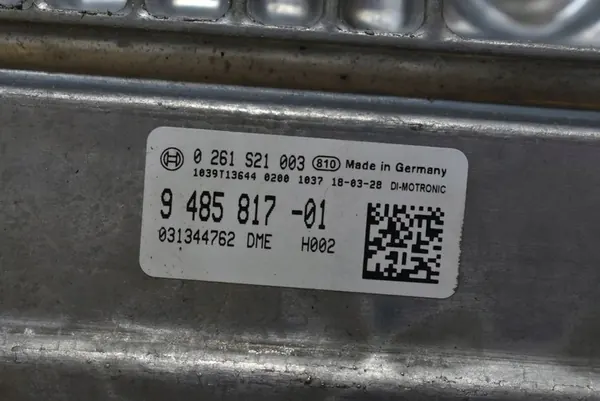 0 261 S21 003 810 Made in Germany
1039T13644 0200 1037 18-03-28 DI-MOTRONIC
9 485 817 -01
031344762 DME H002